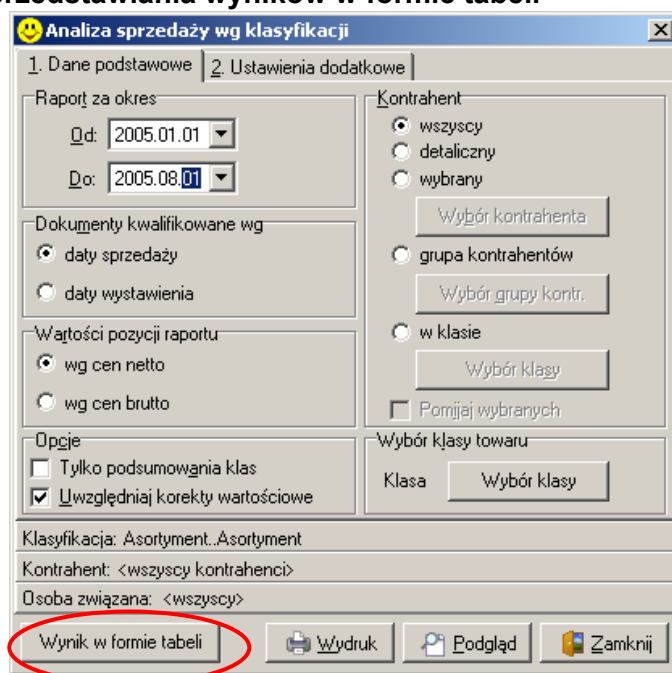 przedstawiania wyników w formie tabeli
Analiza sprzedaży wg klasyfikacji
1. Dane podstawowe
2. Ustawienia dodatkowe
Raport za okres
Od: 2005.01.01
Do: 2005.08.01
Dokumenty kwalifikowane wg
daty sprzedaży
daty wystawienia
Wartości pozycji raportu
wg cen netto
wg cen brutto
Opcje
Tylko podsumowania klas
Uwzględniaj korekty wartościowe
Kontrahent
wszyscy
detaliczny
wybrany
Wybór kontrahenta
grupa kontrahentów
Wybór grupy kontr.
w klasie
Wybór klasy
Pomijaj wybranych
Wybór klasy towaru
Klasa Wybór klasy
Klasyfikacja: Asortyment..Asortyment
Kontrahent: <wszyscy kontrahenci>
Osoba związana: <wszyscy>
Wynik w formie tabeli Wydruk Podgląd Zamknij